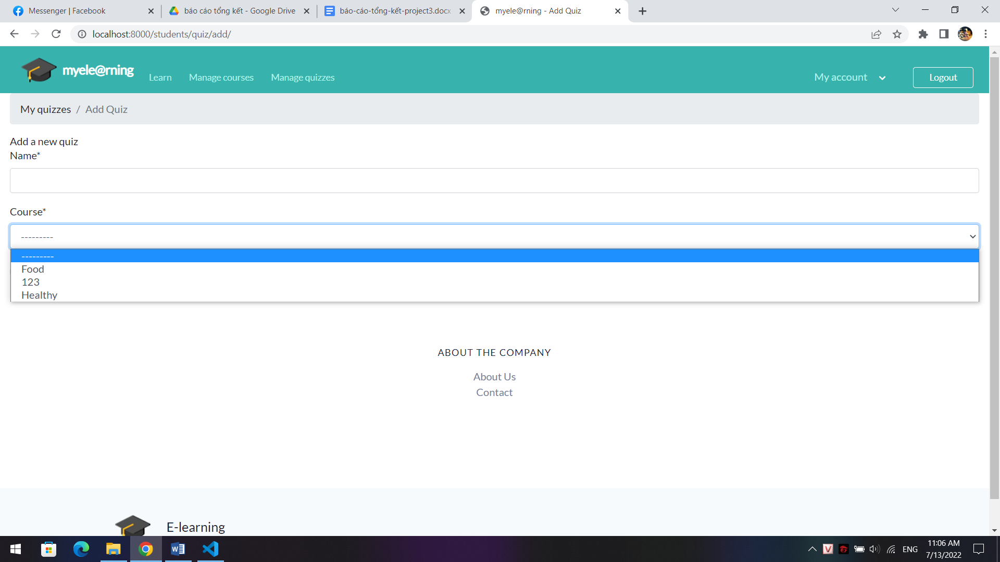 Messenger | Facebook
báo cáo tổng kết - Google Drive
báo-cáo-tổng-kết-project3.docx
myele@rning - Add Quiz
localhost:8000/students/quiz/add/
myele@rning
Learn
Manage courses
Manage quizzes
My account
Logout
My quizzes / Add Quiz
Add a new quiz
Name*
Course*
---------
---------
Food
123
Healthy
ABOUT THE COMPANY
About Us
Contact
E-learning
ENG
11:06 AM
7/13/2022